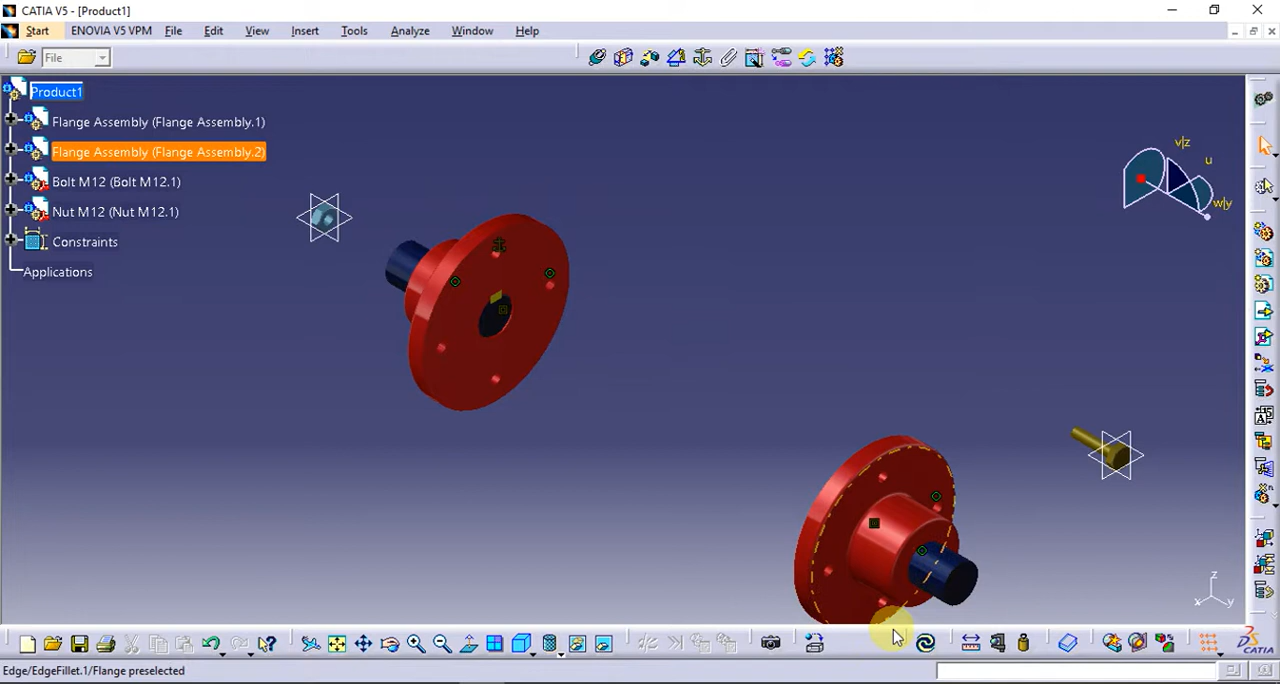 CATIA V5 - [Product1]
Start ENOVIA V5 VPM File Edit View Insert Tools Analyze Window Help
File
Product1
Flange Assembly (Flange Assembly.1)
Flange Assembly (Flange Assembly.2)
Bolt M12 (Bolt M12.1)
Nut M12 (Nut M12.1)
Constraints
Applications
v|z
u
w|y
z
x
y
CATIA
Edge/EdgeFillet.1/Flange preselected